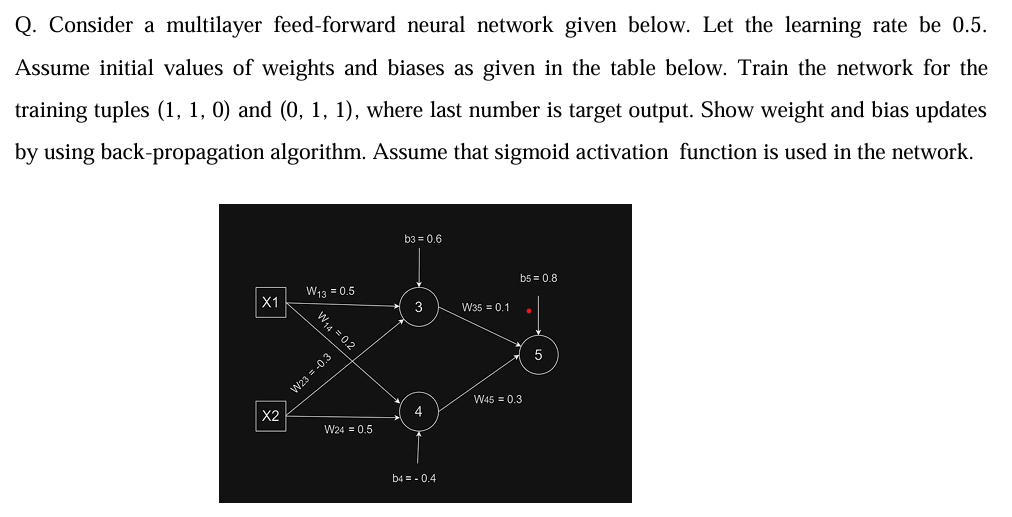 Q. Consider a multilayer feed-forward neural network given below. Let the learning rate be 0.5.
Assume initial values of weights and biases as given in the table below. Train the network for the
training tuples (1, 1, 0) and (0, 1, 1), where last number is target output. Show weight and bias updates
by using back-propagation algorithm. Assume that sigmoid activation function is used in the network.
b3 = 0.6
b5 = 0.8
W13 = 0.5
X1
3
W35 = 0.1
W14 = 0.2
5
W23 = -0.3
W45 = 0.3
X2
4
W24 = 0.5
b4 = - 0.4